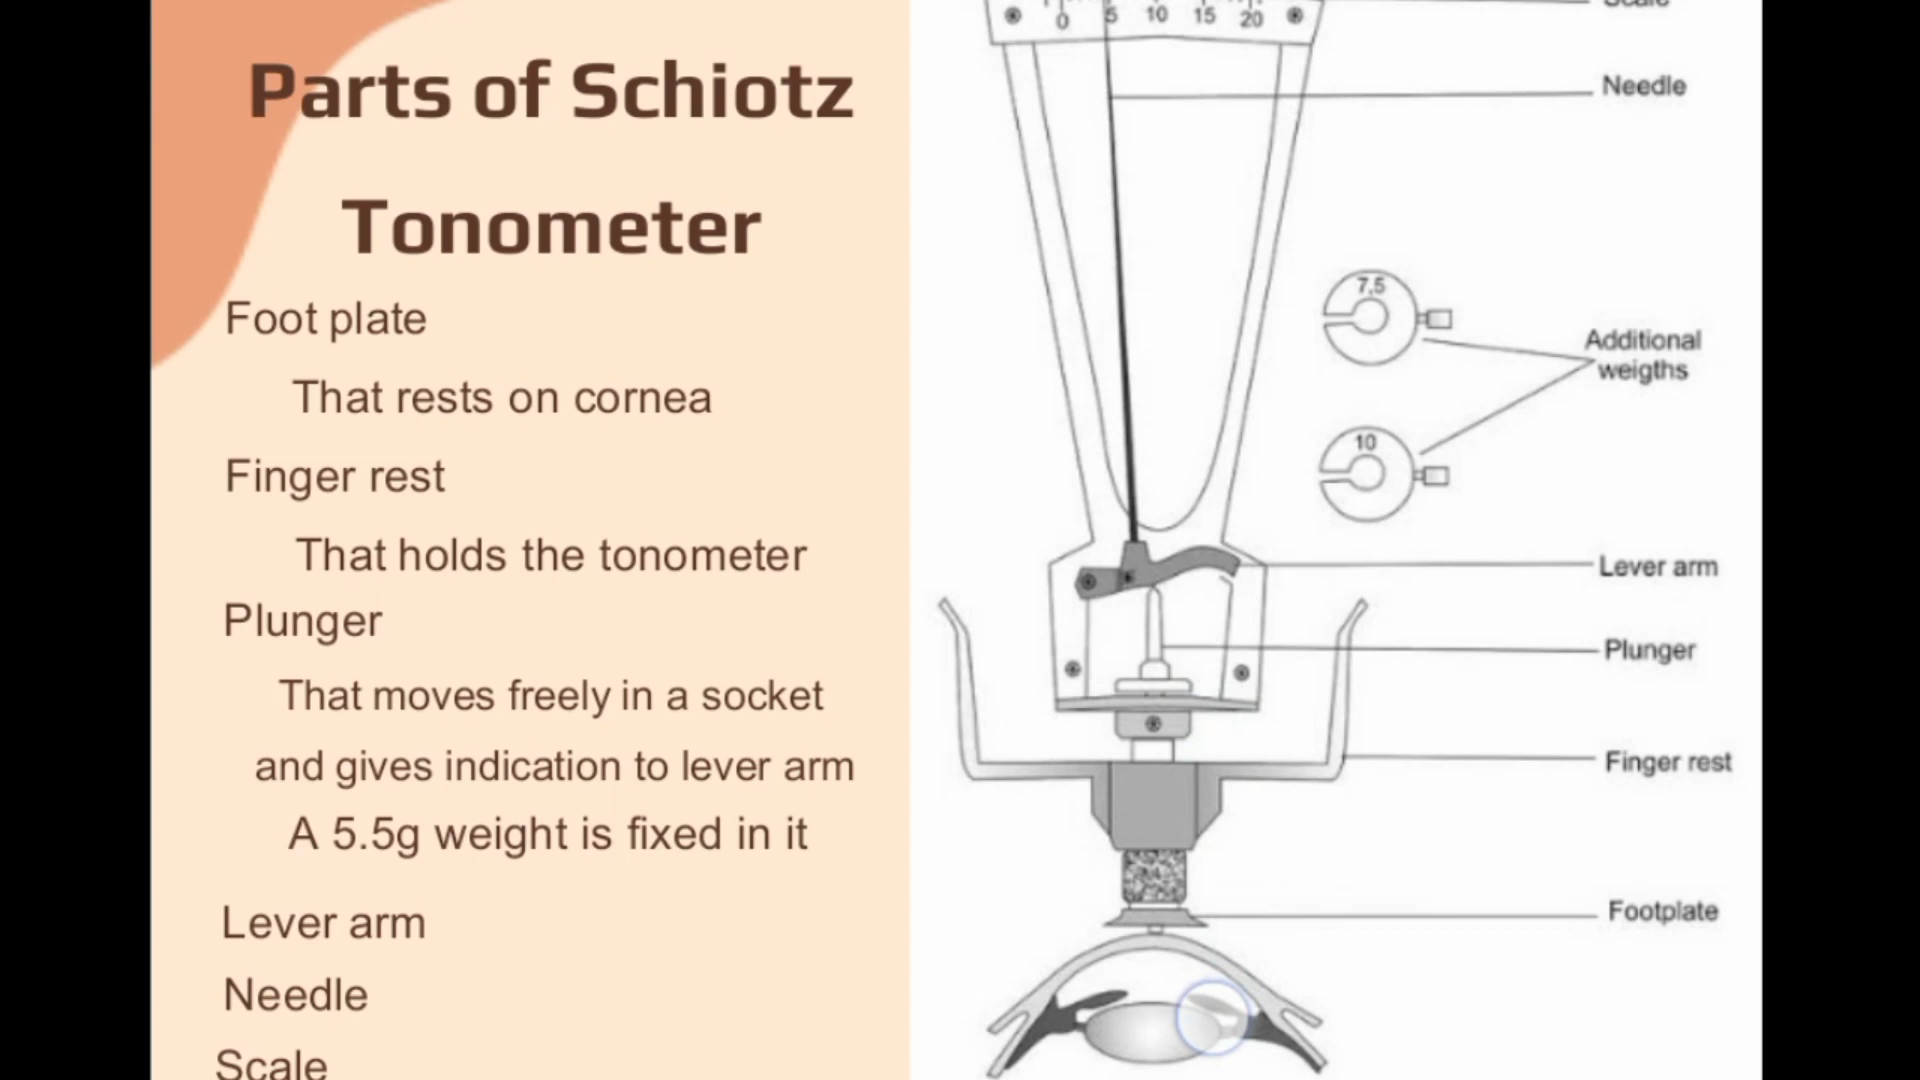 Parts of Schiotz
Tonometer
Foot plate
That rests on cornea
Finger rest
That holds the tonometer
Plunger
That moves freely in a socket
and gives indication to lever arm
A 5.5g weight is fixed in it
Lever arm
Needle
Scale
0 5 10 15 20
Scale
Needle
7,5
Additional
weigths
10
Lever arm
Plunger
Finger rest
Footplate